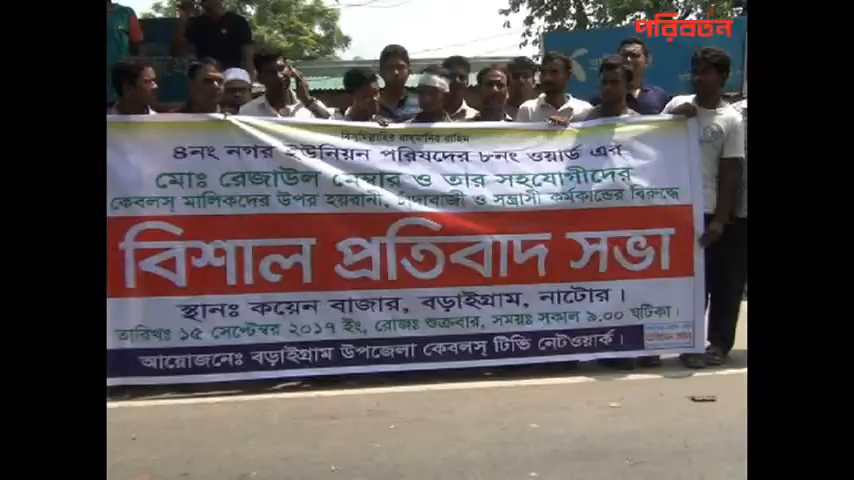 পরিবর্তন
বিসমিল্লাহির রাহমানির রাহিম
৪নং নগর ইউনিয়ন পরিষদের ৮নং ওয়ার্ড এর
মোঃ রেজাউল মেম্বার ও তার সহযোগীদের
কেবলস্ মালিকদের উপর হয়রানী, চাঁদাবাজী ও সন্ত্রাসী কর্মকান্ডের বিরুদ্ধে
বিশাল প্রতিবাদ সভা
স্থানঃ কয়েন বাজার, বড়াইগ্রাম, নাটোর ।
তারিখঃ ১৫ সেপ্টেম্বর ২০১৭ ইং, রোজঃ শুক্রবার, সময়ঃ সকাল ৯.০০ ঘটিকা।
আয়োজনেঃ বড়াইগ্রাম উপজেলা কেবলস্ টিভি নেটওয়ার্ক।